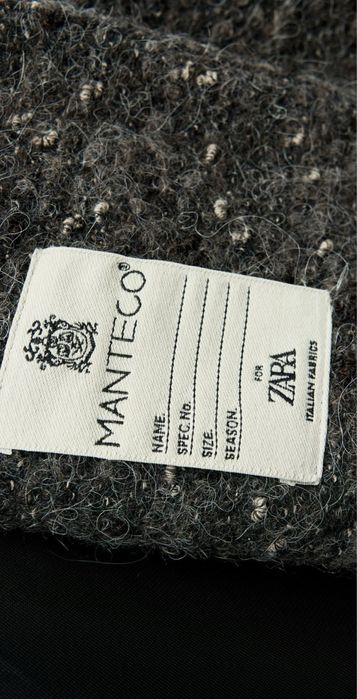 MANTECO®
NAME.
SPEC.No.
SIZE.
SEASON.
FOR
ZARA
ITALIAN FABRICS